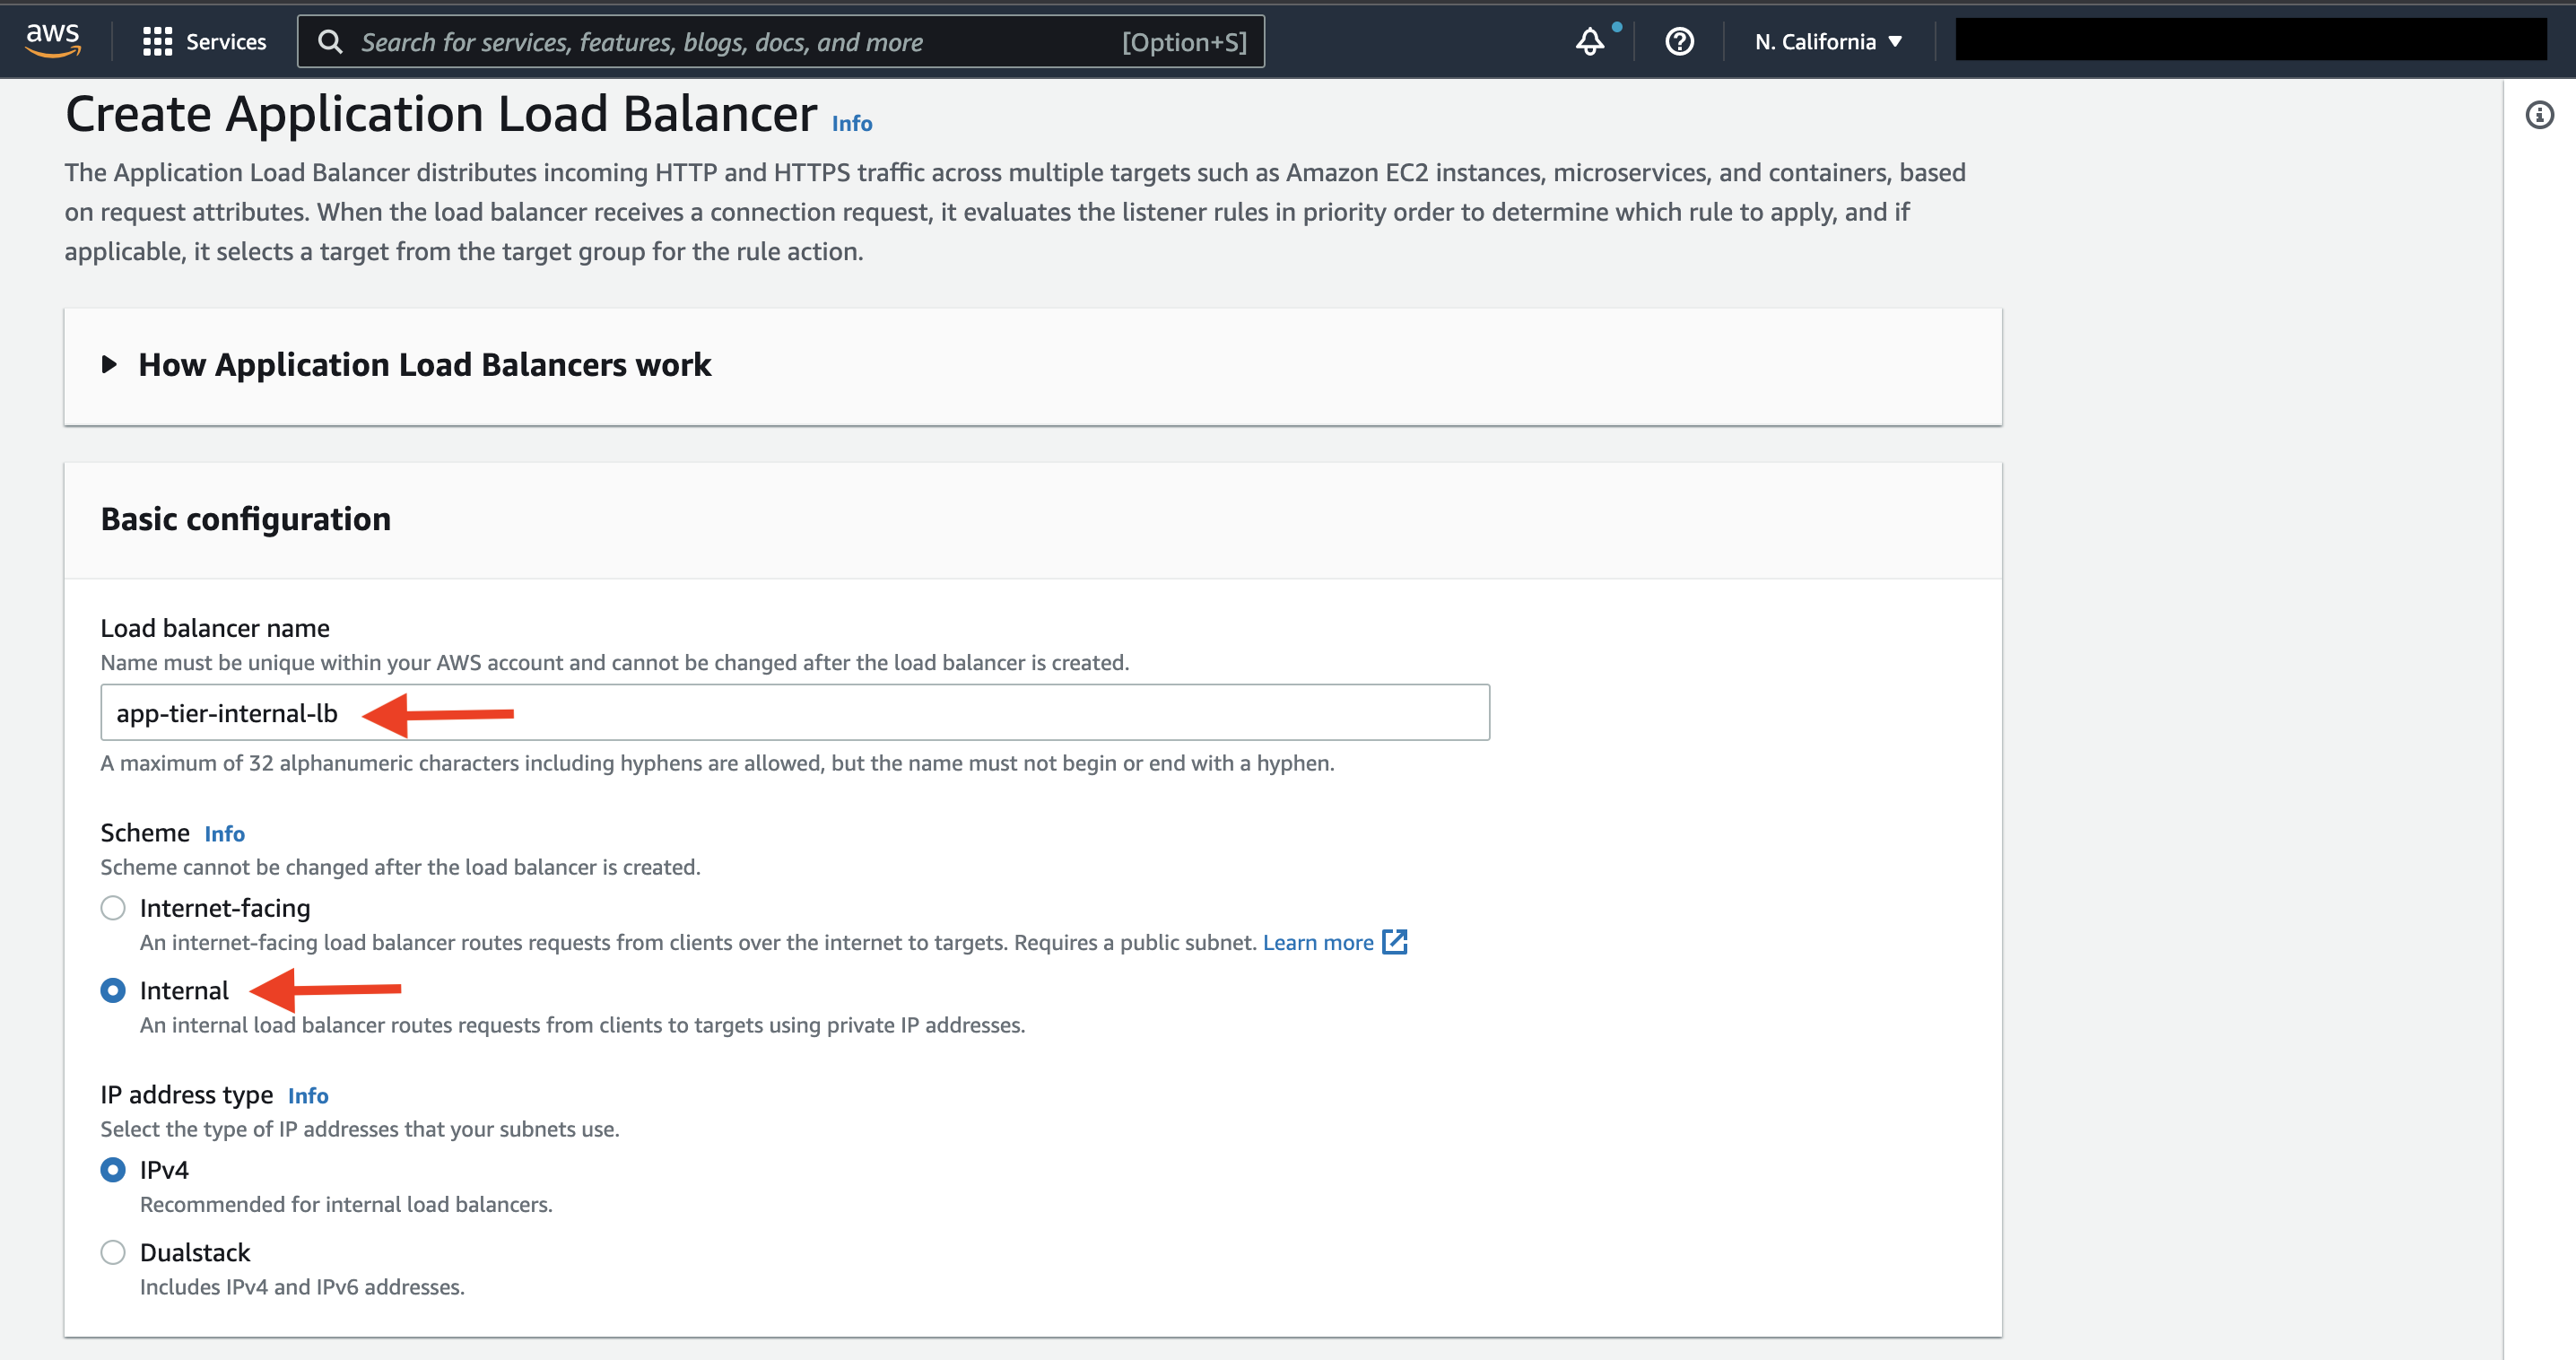 aws
Services
Search for services, features, blogs, docs, and more
[Option+S]
N. California
Create Application Load Balancer Info
The Application Load Balancer distributes incoming HTTP and HTTPS traffic across multiple targets such as Amazon EC2 instances, microservices, and containers, based
on request attributes. When the load balancer receives a connection request, it evaluates the listener rules in priority order to determine which rule to apply, and if
applicable, it selects a target from the target group for the rule action.
How Application Load Balancers work
Basic configuration
Load balancer name
Name must be unique within your AWS account and cannot be changed after the load balancer is created.
app-tier-internal-lb
A maximum of 32 alphanumeric characters including hyphens are allowed, but the name must not begin or end with a hyphen.
Scheme Info
Scheme cannot be changed after the load balancer is created.
Internet-facing
An internet-facing load balancer routes requests from clients over the internet to targets. Requires a public subnet. Learn more
Internal
An internal load balancer routes requests from clients to targets using private IP addresses.
IP address type Info
Select the type of IP addresses that your subnets use.
IPv4
Recommended for internal load balancers.
Dualstack
Includes IPv4 and IPv6 addresses.